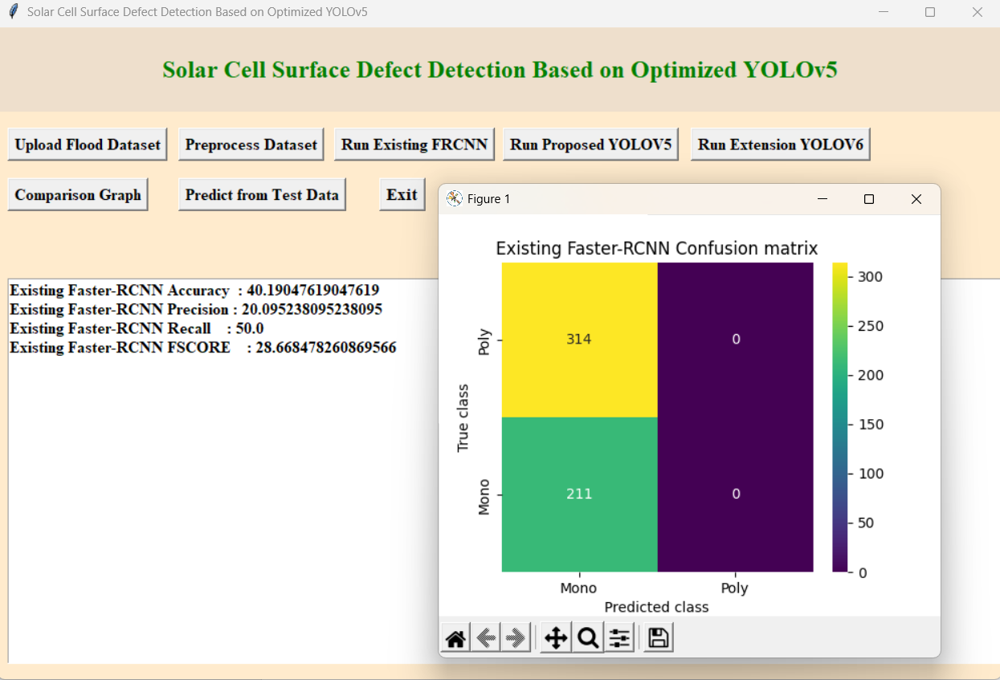 Solar Cell Surface Defect Detection Based on Optimized YOLOv5
Solar Cell Surface Defect Detection Based on Optimized YOLOv5
Upload Flood Dataset
Preprocess Dataset
Run Existing FRCNN
Run Proposed YOLOV5
Run Extension YOLOV6
Comparison Graph
Predict from Test Data
Exit
Existing Faster-RCNN Accuracy : 40.19047619047619
Existing Faster-RCNN Precision : 20.095238095238095
Existing Faster-RCNN Recall : 50.0
Existing Faster-RCNN FSCORE : 28.668478260869566
Figure 1
Existing Faster-RCNN Confusion matrix
True class
Poly
314
0
Mono
211
0
Mono
Poly
Predicted class
300
250
200
150
100
50
0